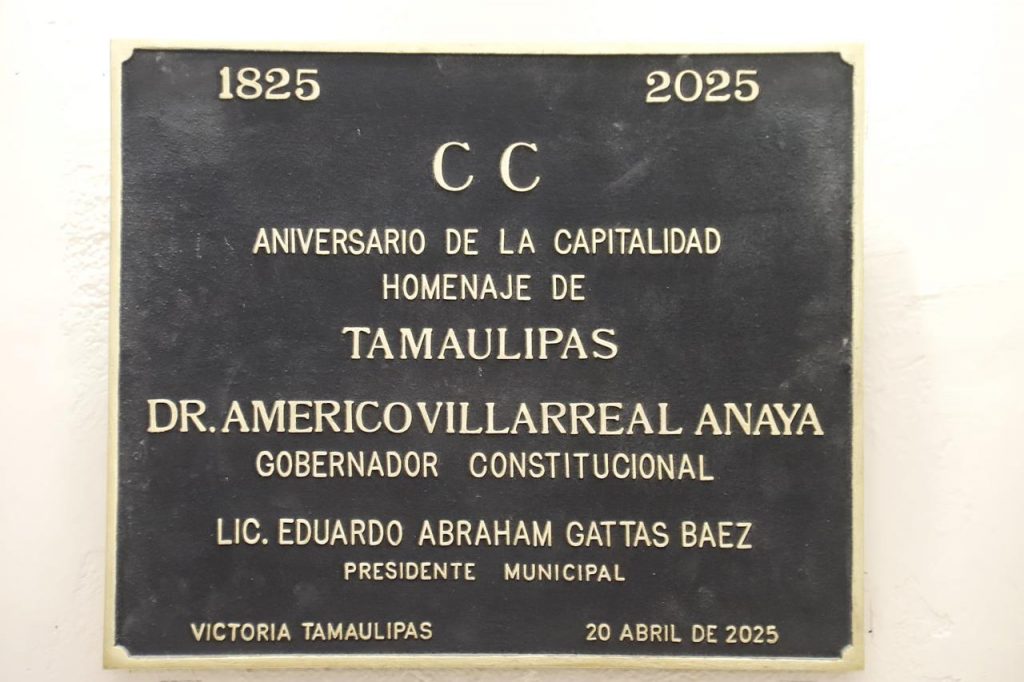 1825 2025
C C
ANIVERSARIO DE LA CAPITALIDAD
HOMENAJE DE
TAMAULIPAS
DR. AMERICO VILLARREAL ANAYA
GOBERNADOR CONSTITUCIONAL
LIC. EDUARDO ABRAHAM GATTAS BAEZ
PRESIDENTE MUNICIPAL
VICTORIA TAMAULIPAS 20 ABRIL DE 2025